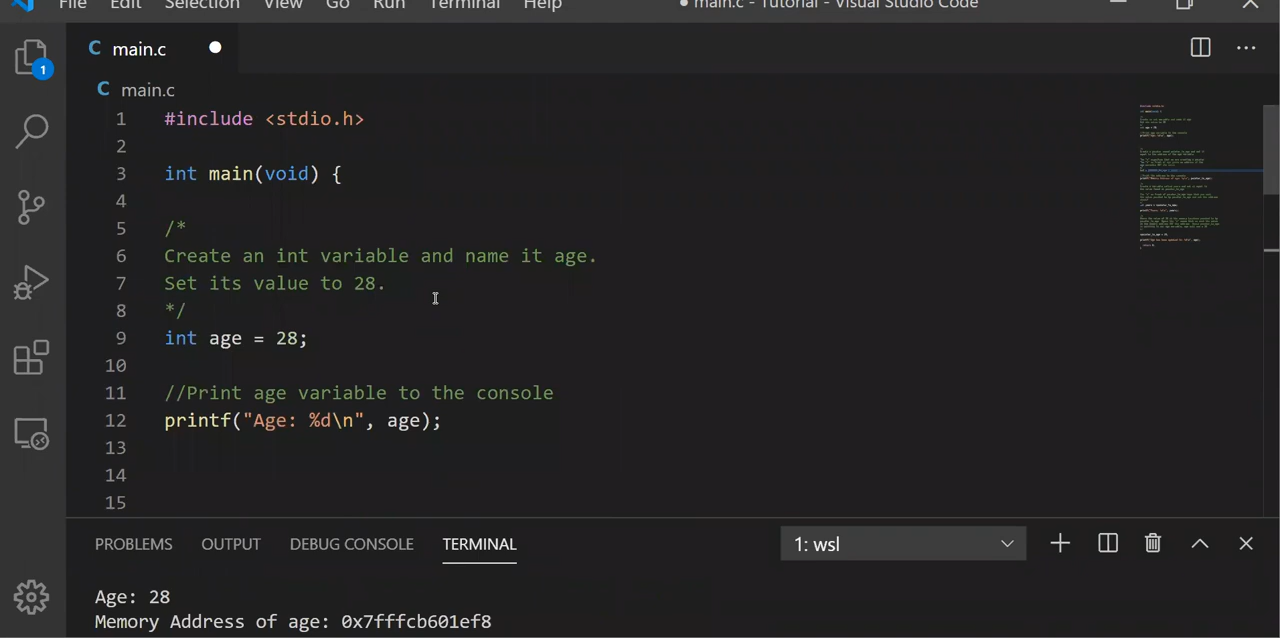 File Edit Selection View Go Run Terminal Help ● main.c - Tutorial - Visual Studio Code
1
C main.c ●
C main.c
1 #include <stdio.h>
2
3 int main(void) {
4
5 /*
6 Create an int variable and name it age.
7 Set its value to 28.
8 */
9 int age = 28;
10
11 //Print age variable to the console
12 printf("Age: %d\n", age);
13
14
15
PROBLEMS OUTPUT DEBUG CONSOLE TERMINAL 1: wsl
Age: 28
Memory Address of age: 0x7fffcb601ef8